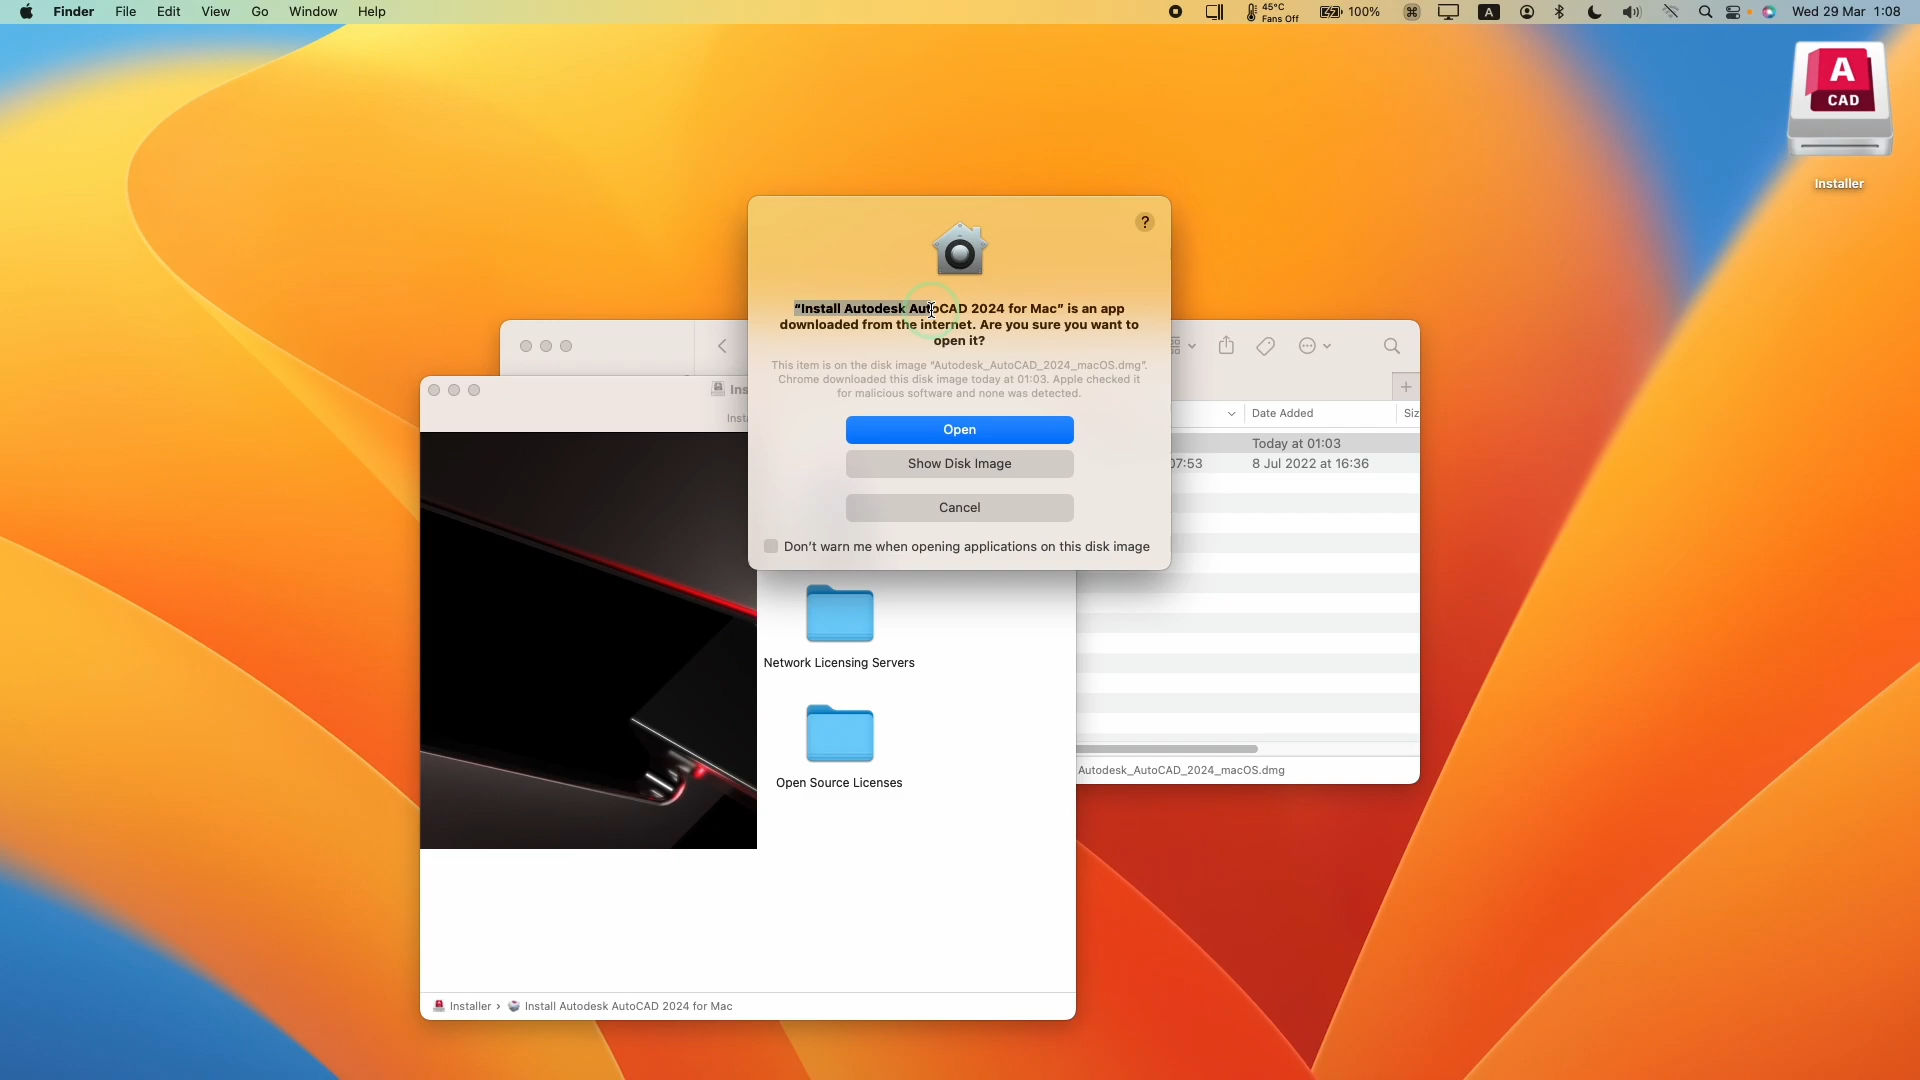 Finder File Edit View Go Window Help
45°C
Fans Off
100%
A
Wed 29 Mar 1:08
A
CAD
Installer
?
“Install Autodesk AutoCAD 2024 for Mac” is an app
downloaded from the internet. Are you sure you want to
open it?
This item is on the disk image “Autodesk_AutoCAD_2024_macOS.dmg”.
Chrome downloaded this disk image today at 01:03. Apple checked it
for malicious software and none was detected.
Open
Show Disk Image
Cancel
Don’t warn me when opening applications on this disk image
Date Added
Today at 01:03
07:53 8 Jul 2022 at 16:36
Network Licensing Servers
Open Source Licenses
Autodesk_AutoCAD_2024_macOS.dmg
Installer › Install Autodesk AutoCAD 2024 for Mac